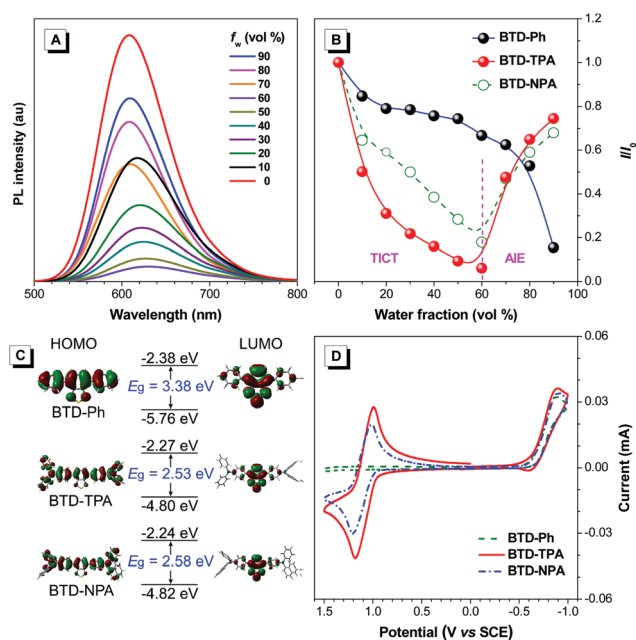 A
fw (vol %)
90
80
70
60
50
40
30
20
10
0
PL intensity (au)
500 600 700 800
Wavelength (nm)
B
BTD-Ph
BTD-TPA
BTD-NPA
TICT
AIE
1.2
1.0
0.8
0.6
0.4
0.2
0.0
I/I0
0 20 40 60 80 100
Water fraction (vol %)
C
HOMO LUMO
-2.38 eV
Eg = 3.38 eV
-5.76 eV
BTD-Ph
-2.27 eV
Eg = 2.53 eV
-4.80 eV
BTD-TPA
-2.24 eV
Eg = 2.58 eV
-4.82 eV
BTD-NPA
D
0.06
0.03
0.00
-0.03
-0.06
Current (mA)
BTD-Ph
BTD-TPA
BTD-NPA
1.5 1.0 0.5 0.0 -0.5 -1.0
Potential (V vs SCE)